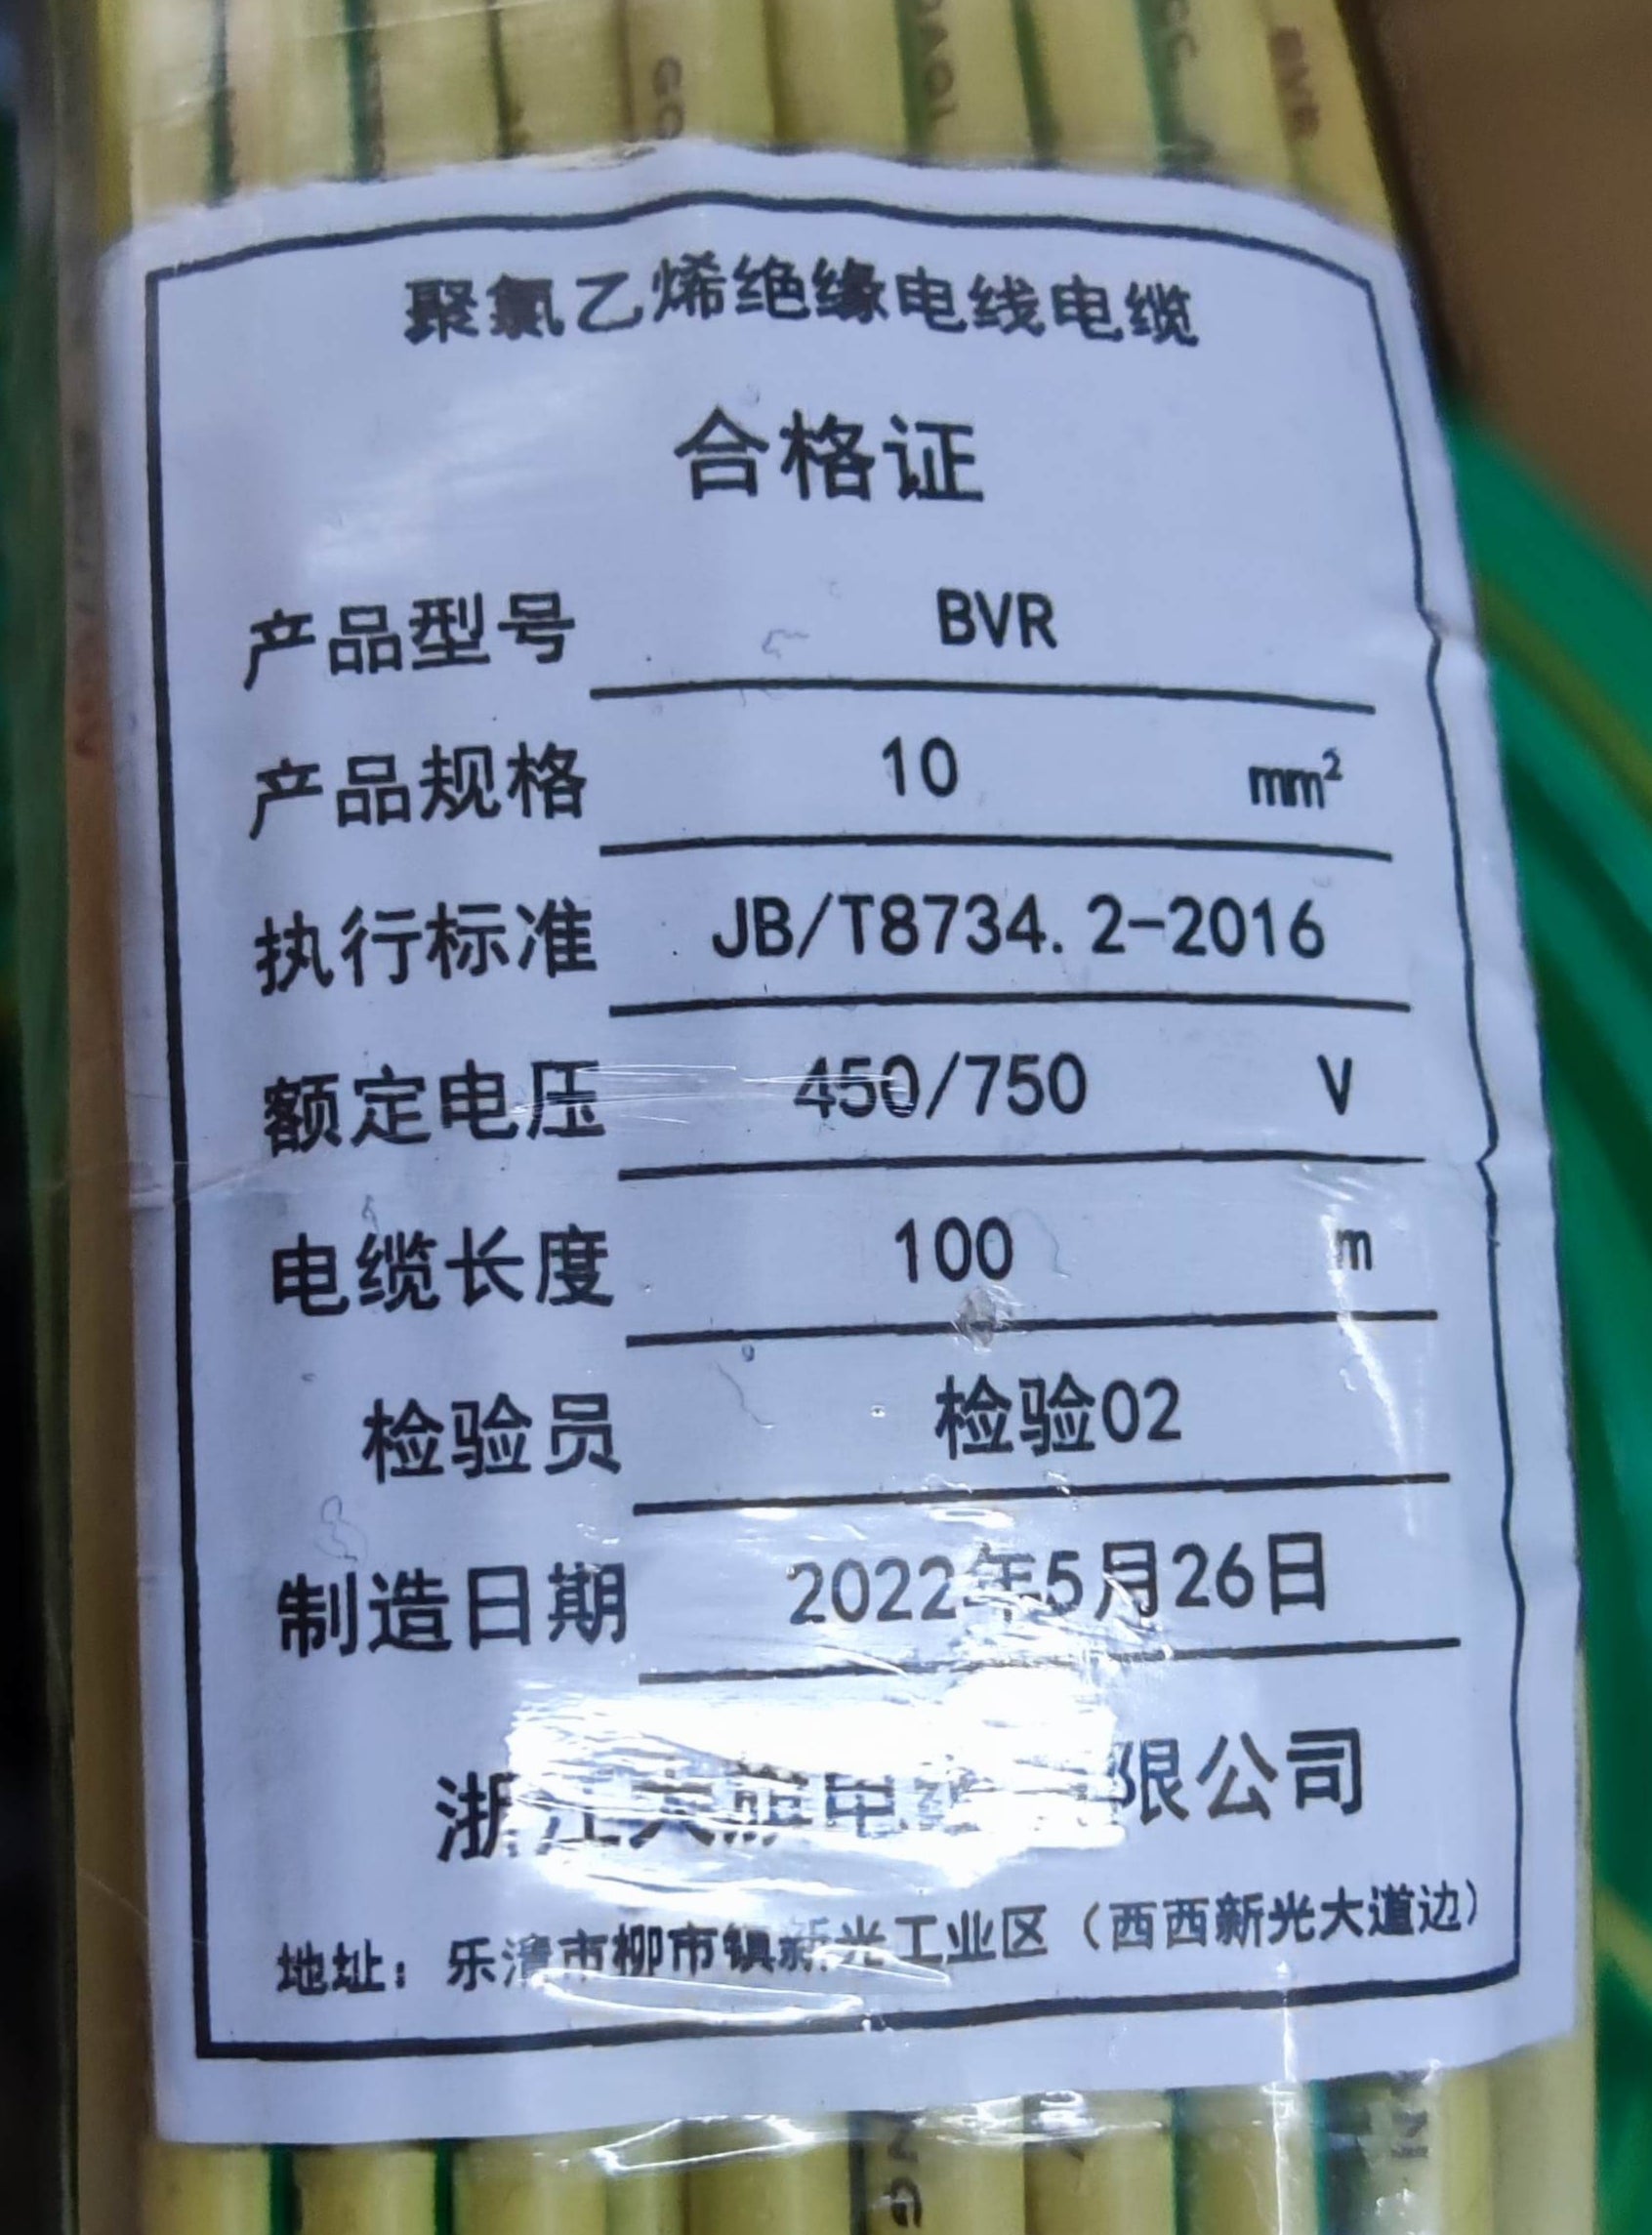 聚氯乙烯绝缘电线电缆
合格证
产品型号 BVR
产品规格 10 mm²
执行标准 JB/T8734.2-2016
额定电压 450/750 V
电缆长度 100 m
检验员 检验02
制造日期 2022年5月26日
浙江 电 限公司
地址：乐清市柳市镇新光工业区（西西新光大道边）
NG